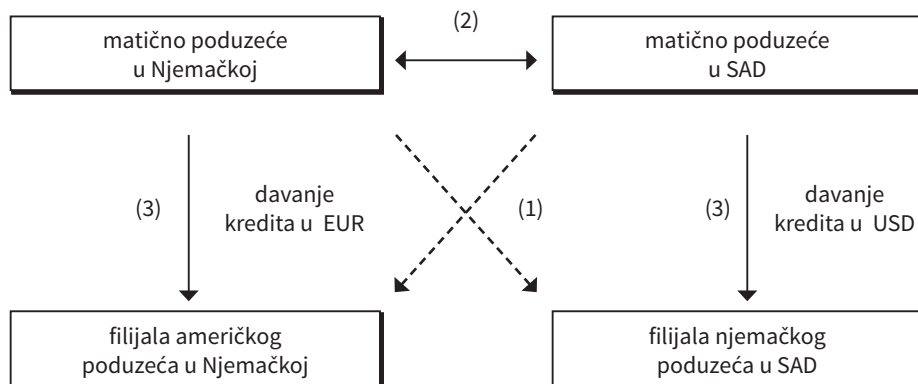 matično poduzeće
u Njemačkoj
(2)
matično poduzeće
u SAD
(3)
davanje
kredita u EUR
(1)
(3)
davanje
kredita u USD
filijala američkog
poduzeća u Njemačkoj
filijala njemačkog
poduzeća u SAD